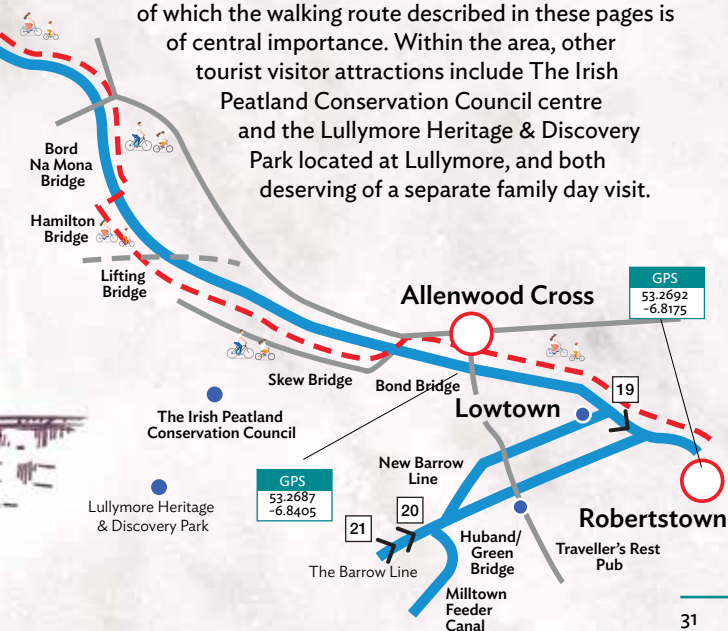 of which the walking route described in these pages is
of central importance. Within the area, other
tourist visitor attractions include The Irish
Peatland Conservation Council centre
and the Lullymore Heritage & Discovery
Park located at Lullymore, and both
deserving of a separate family day visit.
Bord
Na Mona
Bridge
Hamilton
Bridge
Lifting
Bridge
Allenwood Cross
GPS
53.2692
-6.8175
Skew Bridge
Bond Bridge
19
The Irish Peatland
Conservation Council
Lowtown
New Barrow
Line
GPS
53.2687
-6.8405
Lullymore Heritage
& Discovery Park
20
21
The Barrow Line
Huband/
Green
Bridge
Robertstown
Traveller's Rest
Pub
Milltown
Feeder
Canal
31